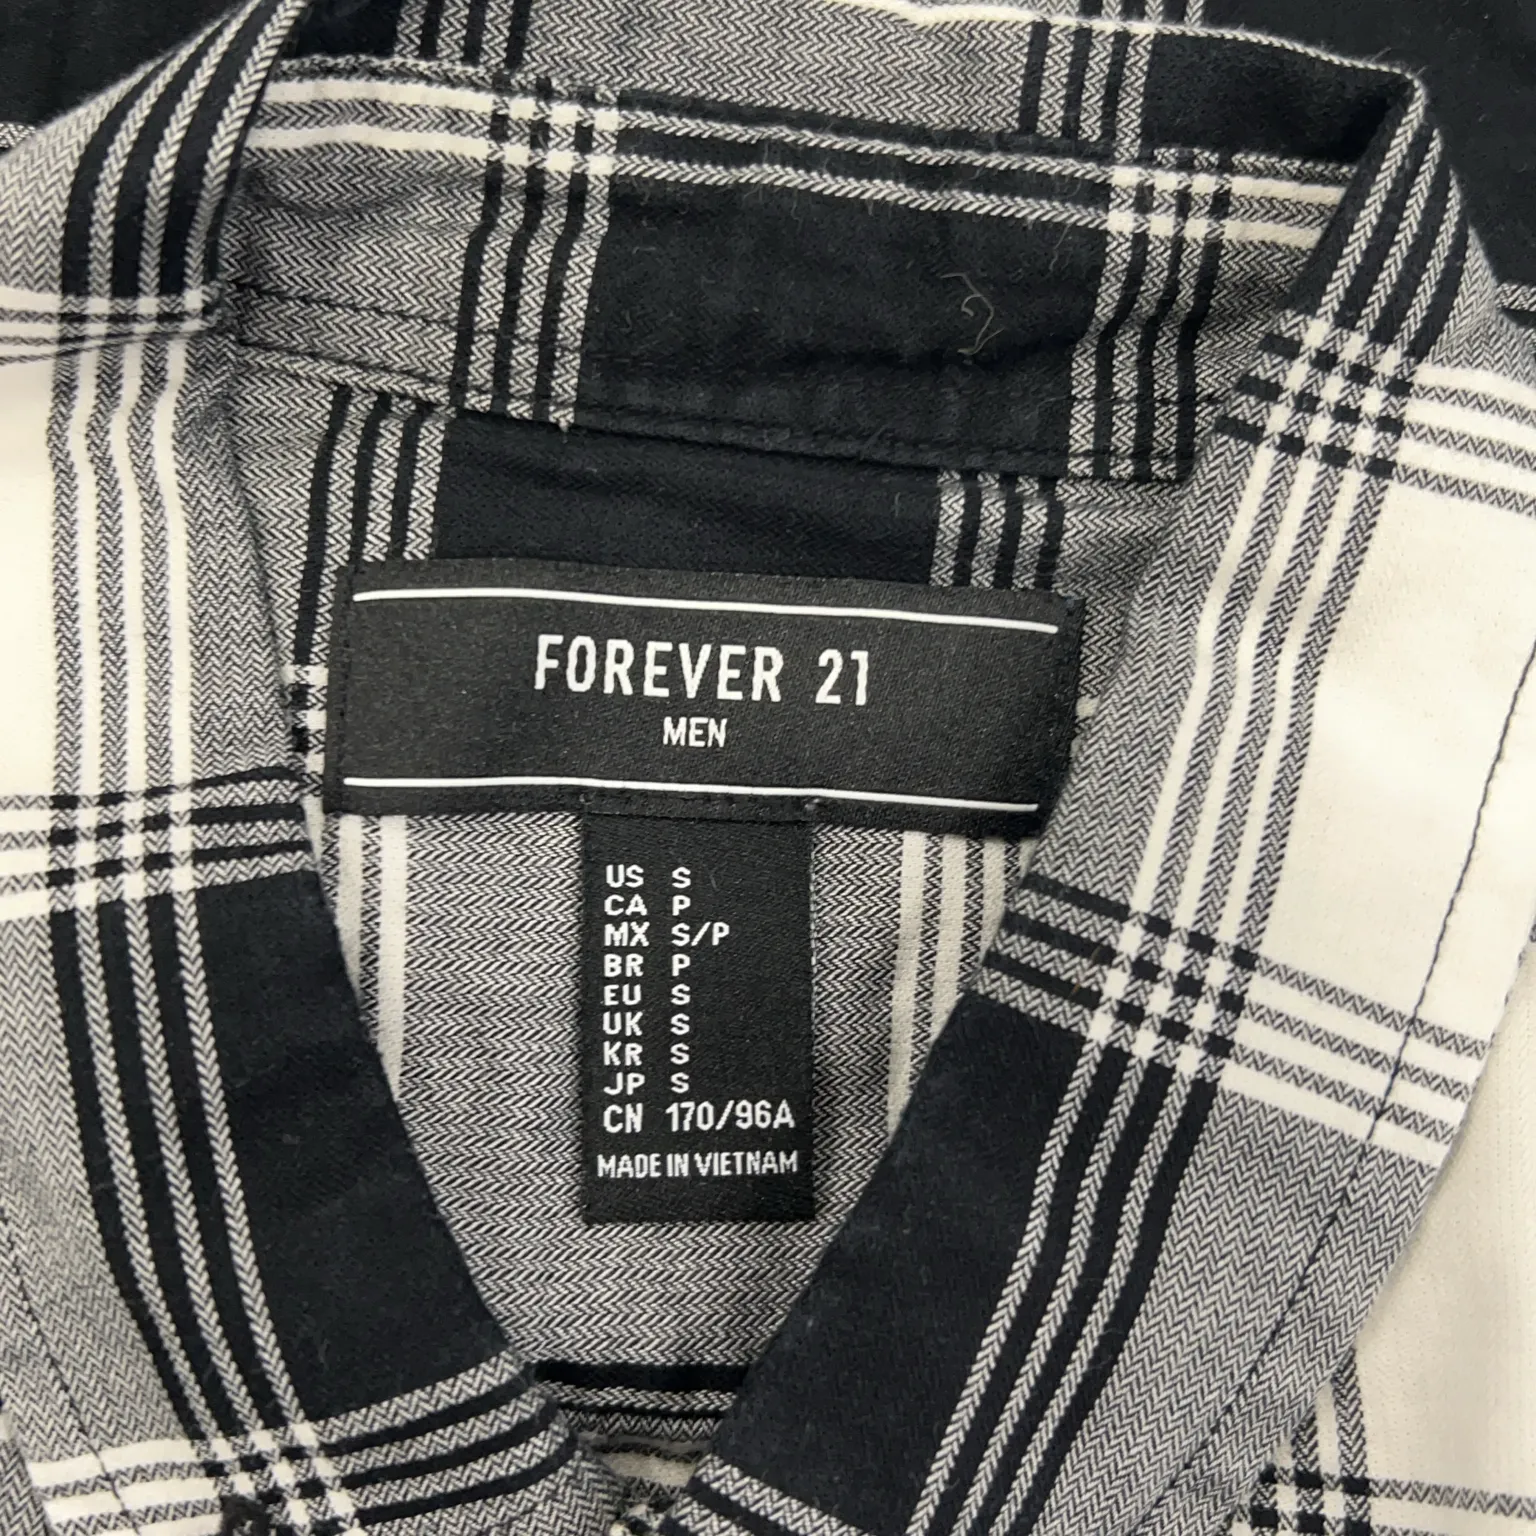 FOREVER 21
MEN
US S
CA P
MX S/P
BR P
EU S
UK S
KR S
JP S
CN 170/96A
MADE IN VIETNAM